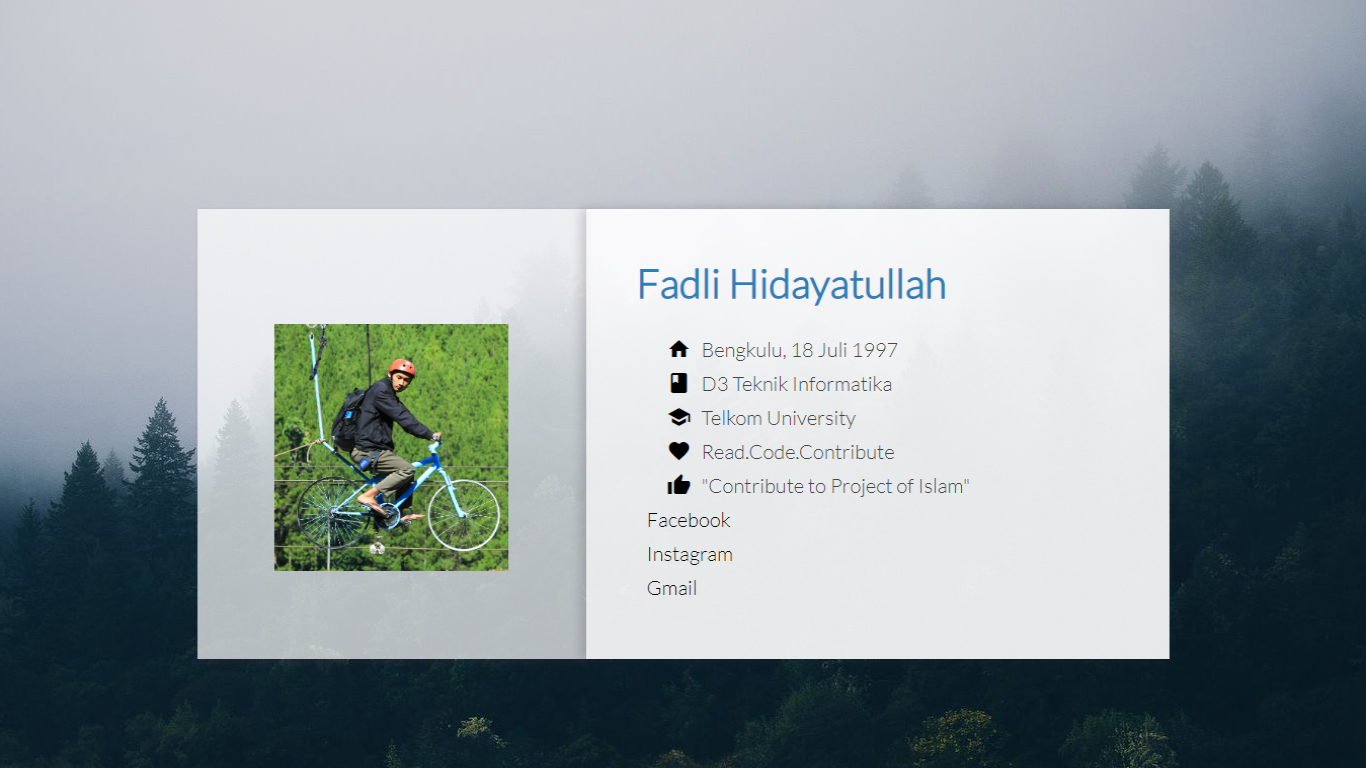 Fadli Hidayatullah
Bengkulu, 18 Juli 1997
D3 Teknik Informatika
Telkom University
Read.Code.Contribute
"Contribute to Project of Islam"
Facebook
Instagram
Gmail